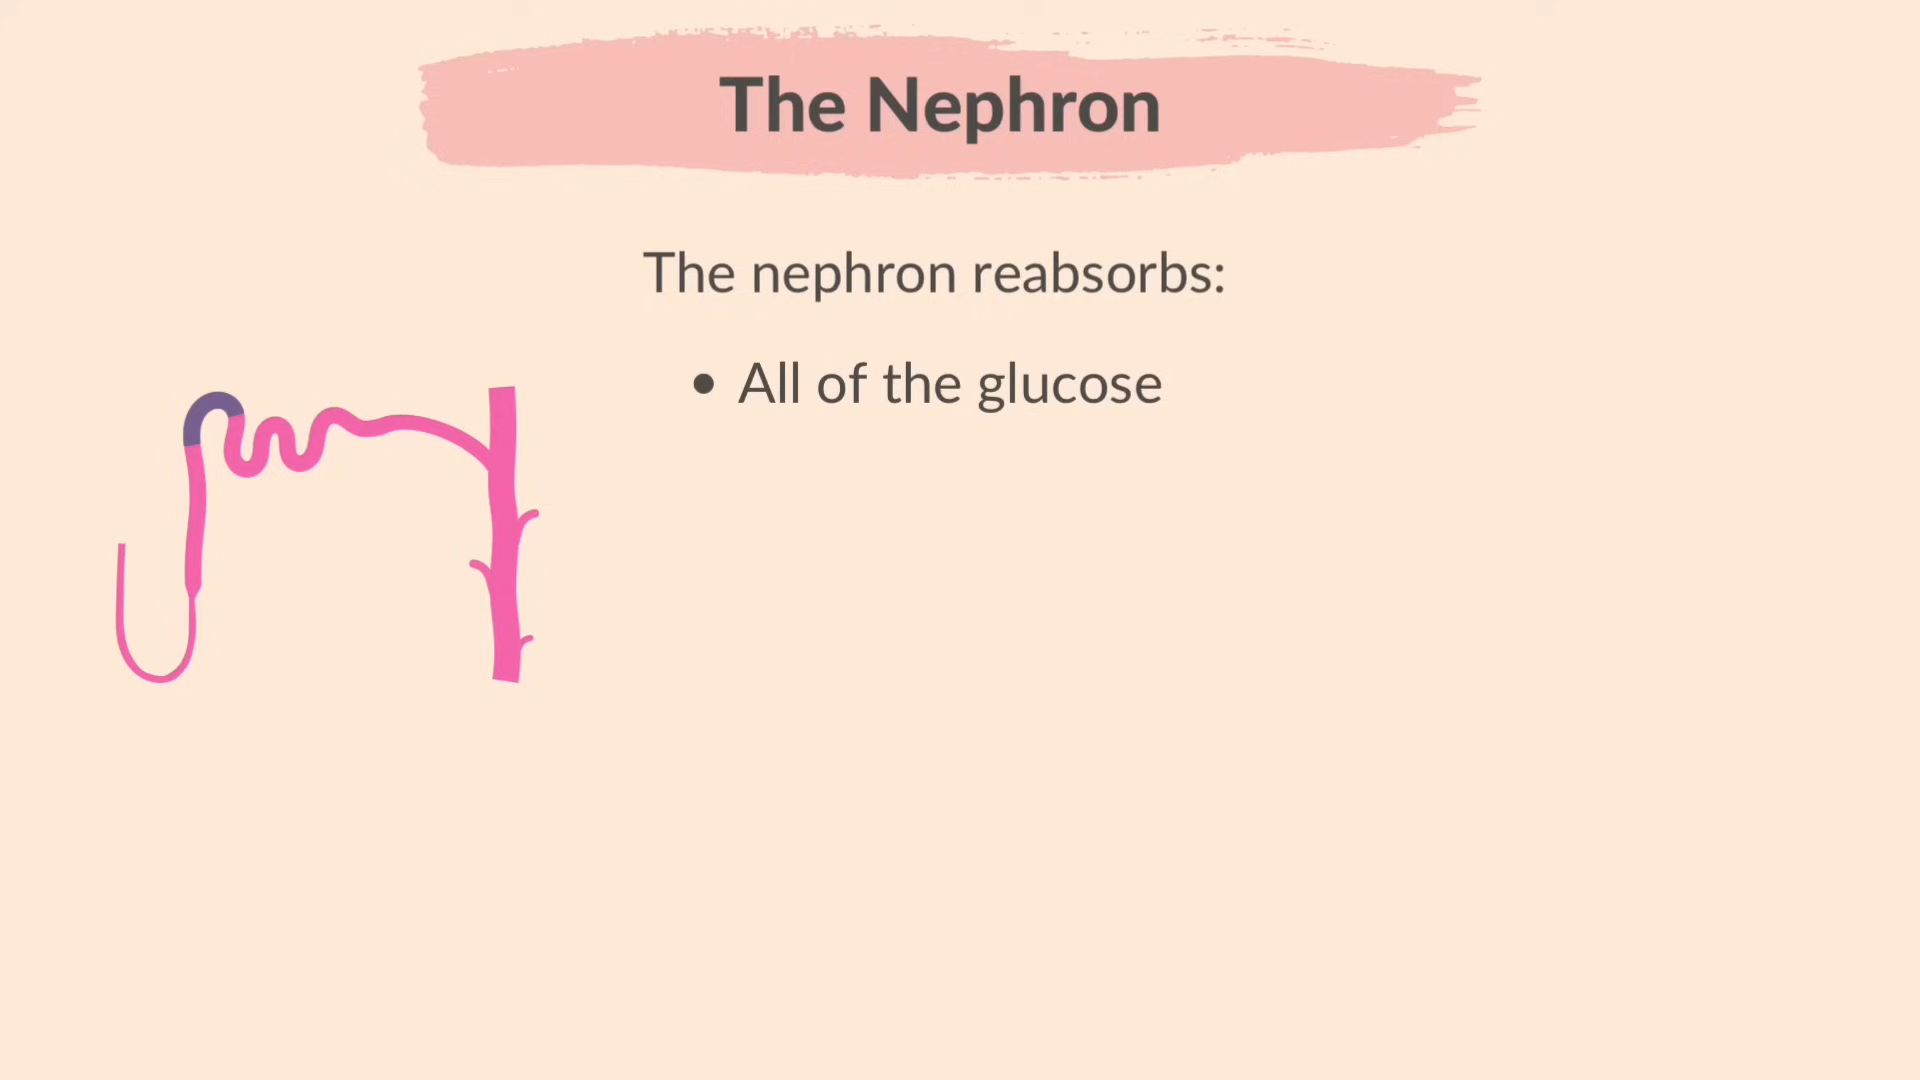 The Nephron
The nephron reabsorbs:
• All of the glucose